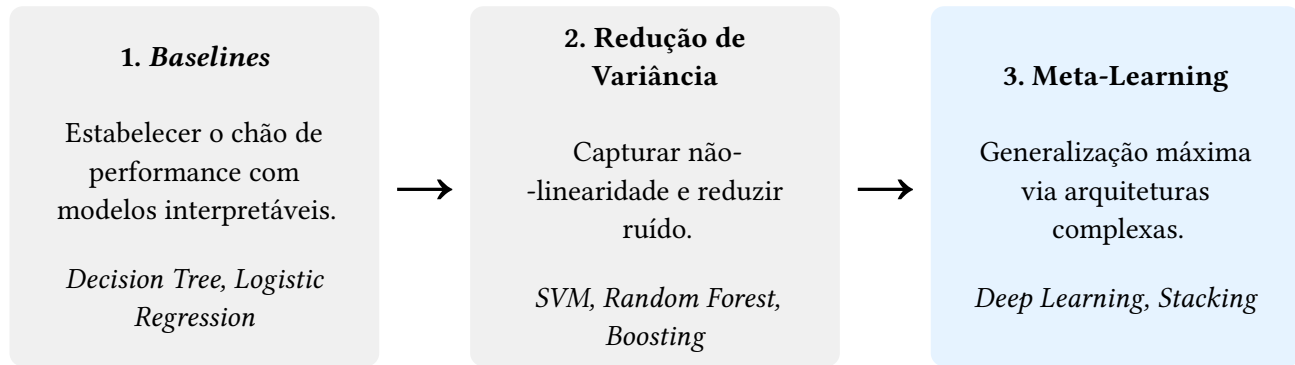 1. Baselines
Estabelecer o chão de
performance com
modelos interpretáveis.
Decision Tree, Logistic
Regression
2. Redução de
Variância
Capturar não-
-linearidade e reduzir
ruído.
SVM, Random Forest,
Boosting
3. Meta-Learning
Generalização máxima
via arquiteturas
complexas.
Deep Learning, Stacking